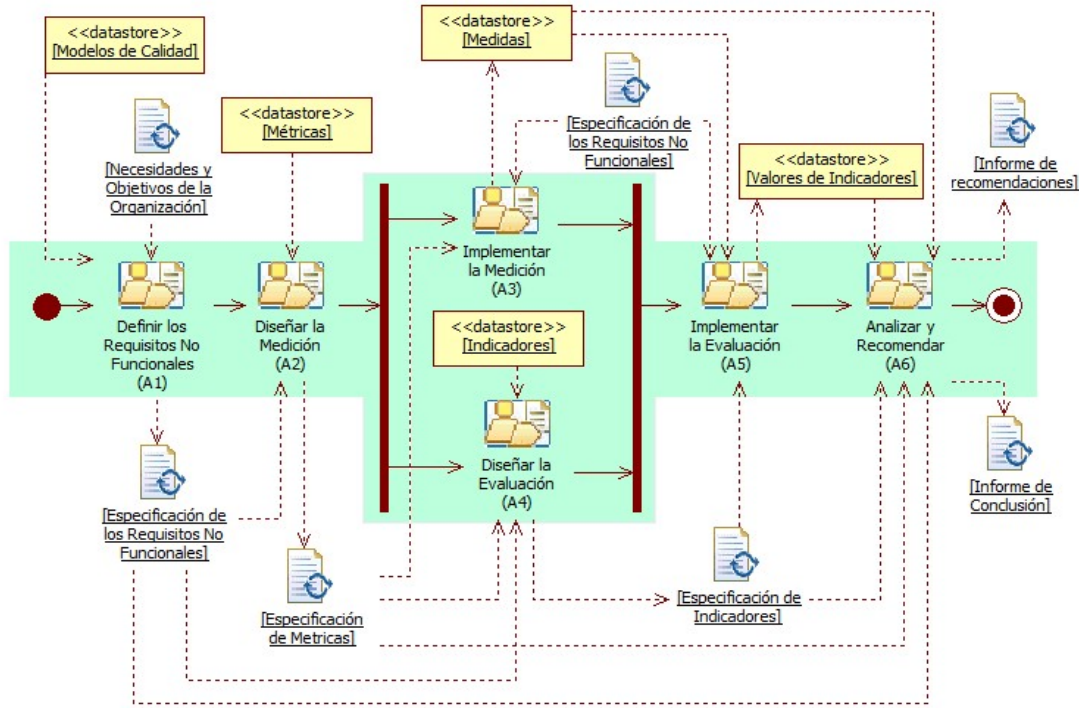 <<datastore>>
[Modelos de Calidad]
<<datastore>>
[Medidas]
[Necesidades y
Objetivos de la
Organización]
<<datastore>>
[Métricas]
[Especificación de
los Requisitos No
Funcionales]
<<datastore>>
[Valores de Indicadores]
[Informe de
recomendaciones]
Definir los
Requisitos No
Funcionales
(A1)
Diseñar la
Medición
(A2)
Implementar
la Medición
(A3)
<<datastore>>
[Indicadores]
Diseñar la
Evaluación
(A4)
Implementar
la Evaluación
(A5)
Analizar y
Recomendar
(A6)
[Especificación de
los Requisitos No
Funcionales]
[Especificación
de Metricas]
[Especificación de
Indicadores]
[Informe de
Conclusión]